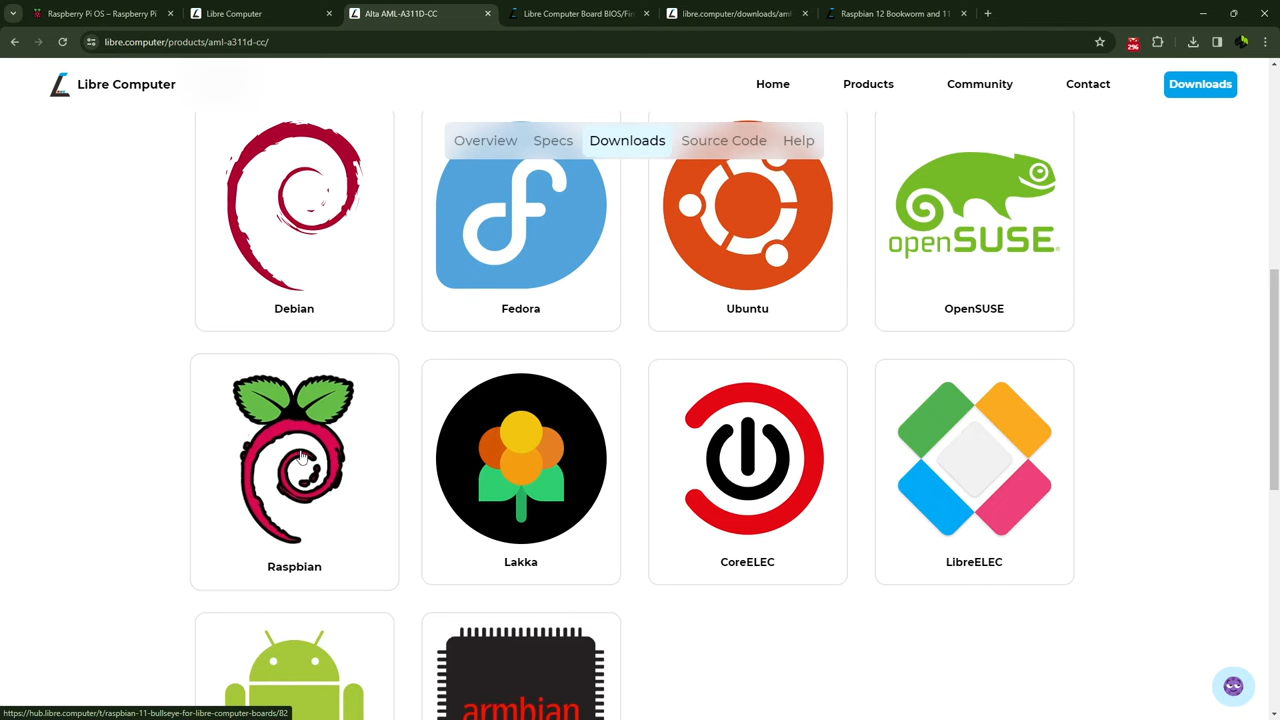 Raspberry Pi OS – Raspberry Pi
Libre Computer
Alta AML-A311D-CC
Libre Computer Board BIOS/Fir
libre.computer/downloads/aml
Raspbian 12 Bookworm and 11
libre.computer/products/aml-a311d-cc/
296
Libre Computer
Home
Products
Community
Contact
Downloads
Overview
Specs
Downloads
Source Code
Help
openSUSE
Debian
Fedora
Ubuntu
OpenSUSE
Raspbian
Lakka
CoreELEC
LibreELEC
armbian
https://hub.libre.computer/t/raspbian-11-bullseye-for-libre-computer-boards/82